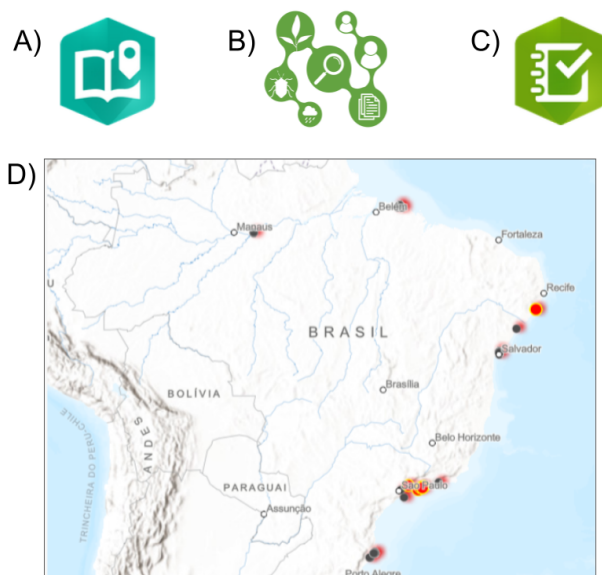 A)
B)
C)
D)
Belém
Manaus
Fortaleza
U
Recife
BRASIL
Salvador
Brasília
BOLÍVIA
ANDES
TRINCHEIRA DO PERU-CHILE
Belo Horizonte
São Paulo
PARAGUAI
Assunção
Porto Alegre